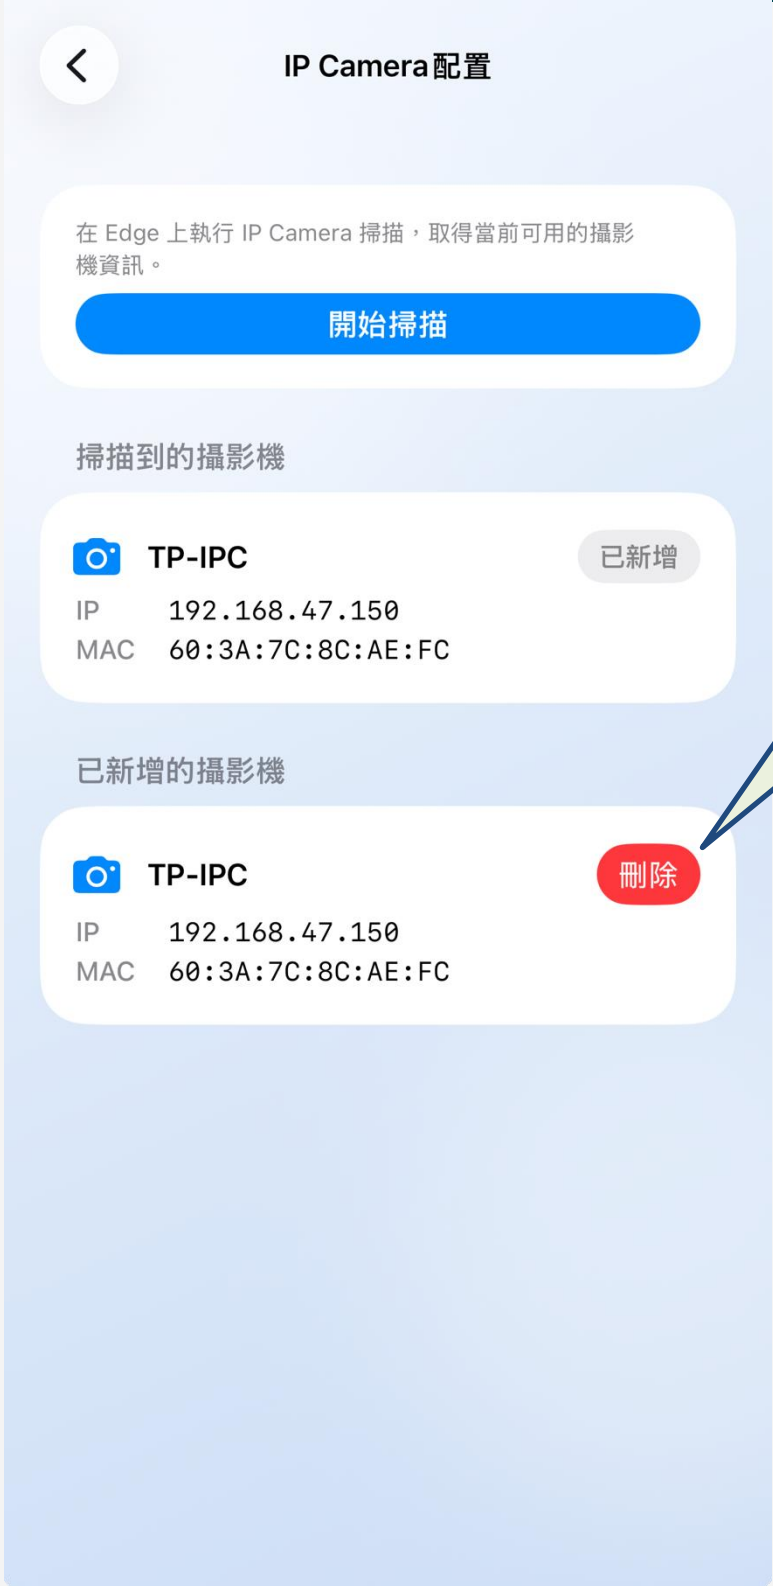 IP Camera配置
在 Edge 上執行 IP Camera 掃描，取得當前可用的攝影
機資訊。
開始掃描
掃描到的攝影機
TP-IPC 已新增
IP 192.168.47.150
MAC 60:3A:7C:8C:AE:FC
已新增的攝影機
TP-IPC 刪除
IP 192.168.47.150
MAC 60:3A:7C:8C:AE:FC